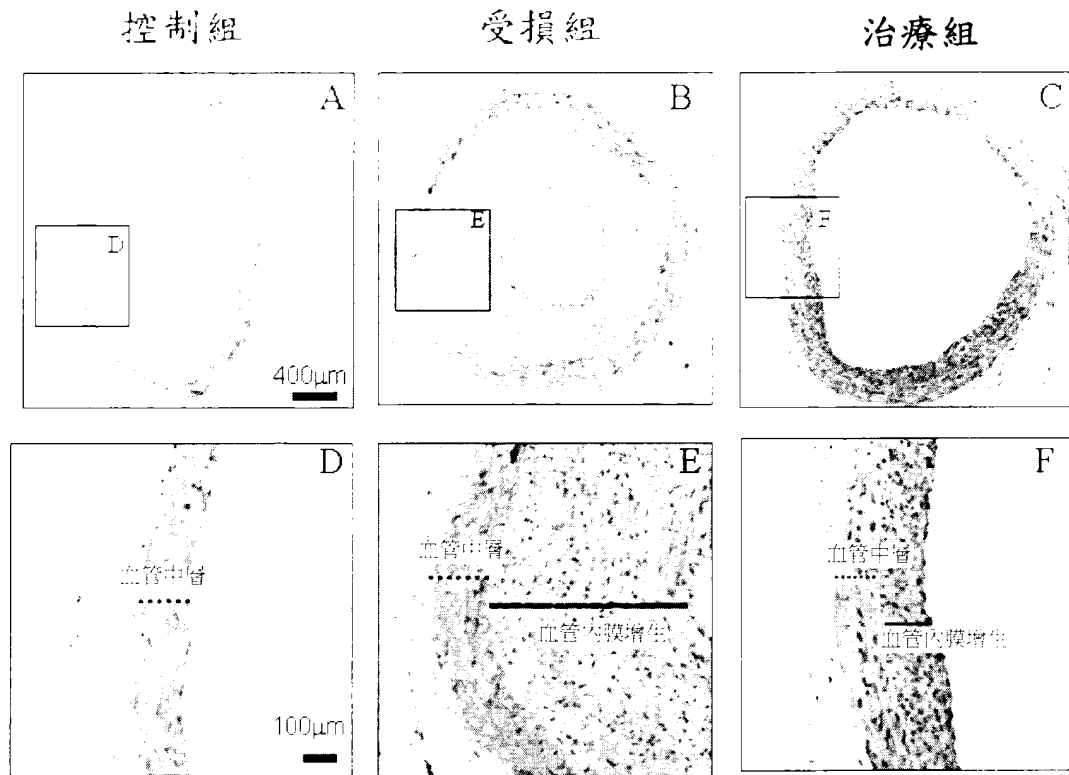 控制組
受損組
治療組
A
B
C
D
E
F
400μm
D
E
F
血管中層
血管中層
血管中層
血管內膜增生
血管內膜增生
100μm